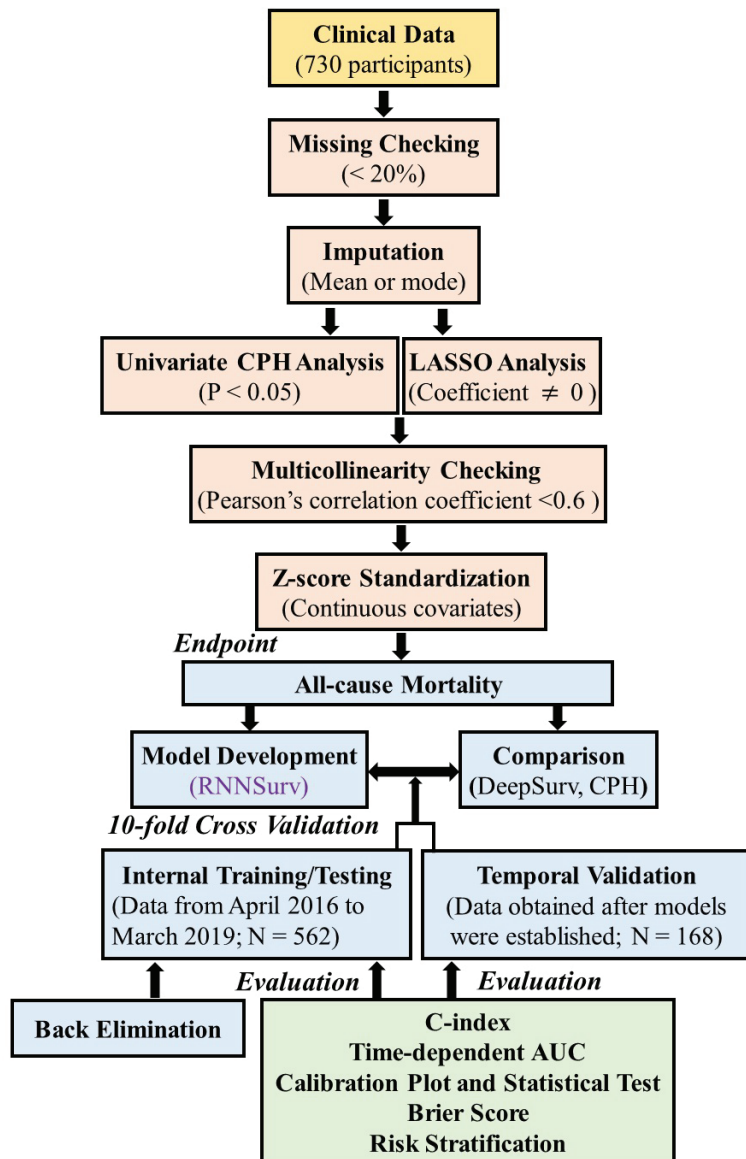 Clinical Data
(730 participants)
Missing Checking
(< 20%)
Imputation
(Mean or mode)
Univariate CPH Analysis
(P < 0.05)
LASSO Analysis
(Coefficient ≠ 0 )
Multicollinearity Checking
(Pearson's correlation coefficient <0.6 )
Z-score Standardization
(Continuous covariates)
Endpoint
All-cause Mortality
Model Development
(RNNSurv)
Comparison
(DeepSurv, CPH)
10-fold Cross Validation
Internal Training/Testing
(Data from April 2016 to
March 2019; N = 562)
Temporal Validation
(Data obtained after models
were established; N = 168)
Evaluation
Evaluation
Back Elimination
C-index
Time-dependent AUC
Calibration Plot and Statistical Test
Brier Score
Risk Stratification